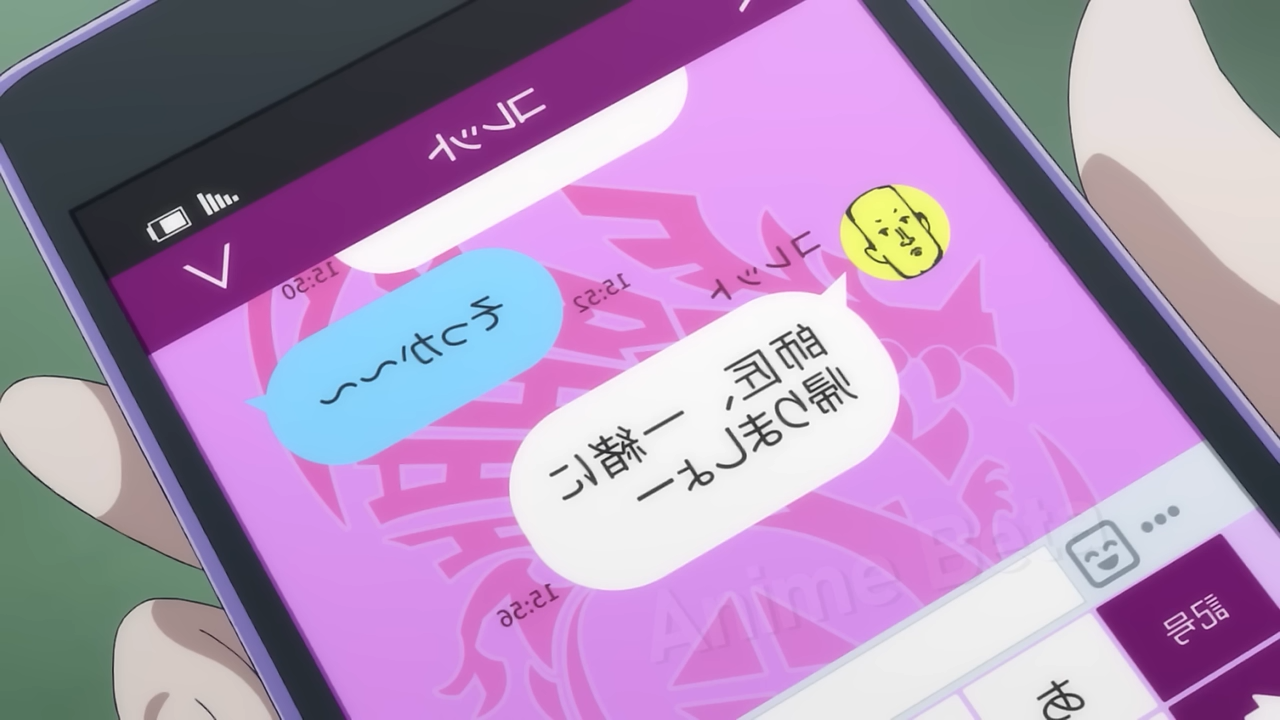 コレット
15:50
そっか〜〜
15:52
コレット
師匠、一緒に
帰りましょー
15:56
記号
あ
Anime